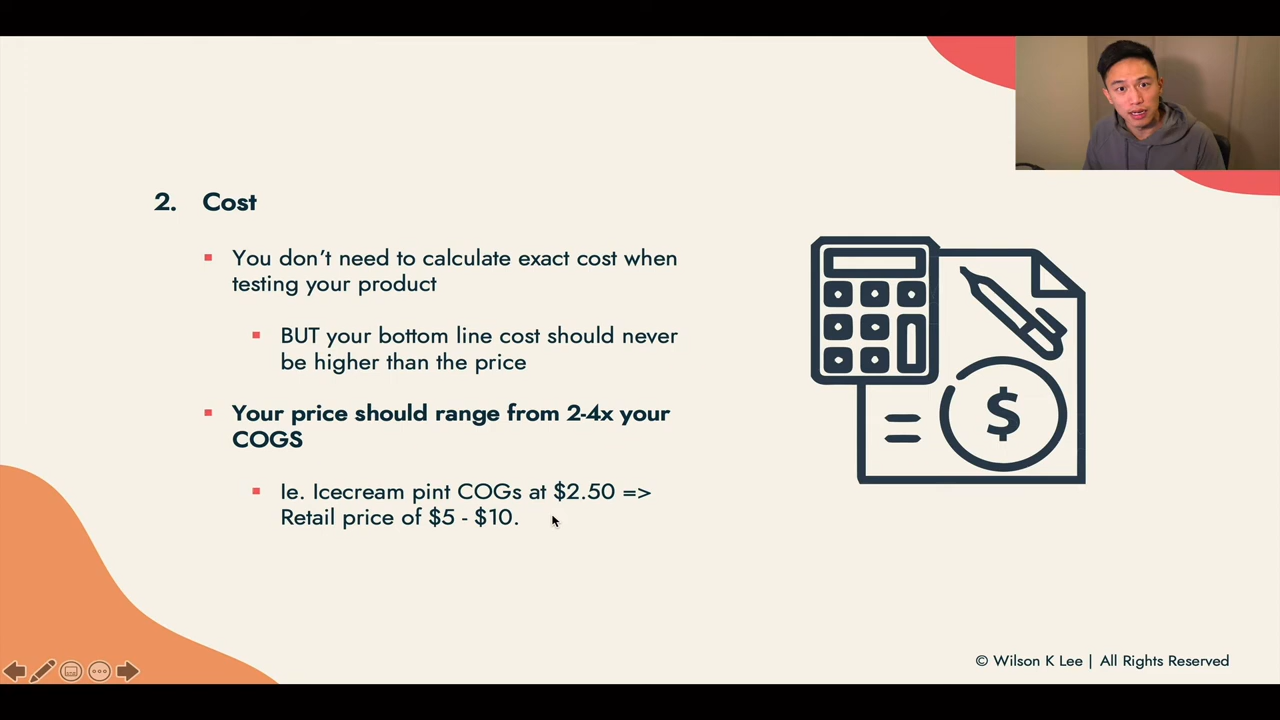 2. Cost
You don't need to calculate exact cost when
testing your product
BUT your bottom line cost should never
be higher than the price
Your price should range from 2-4x your
COGS
Ie. Icecream pint COGs at $2.50 =>
Retail price of $5 - $10.
$
© Wilson K Lee | All Rights Reserved